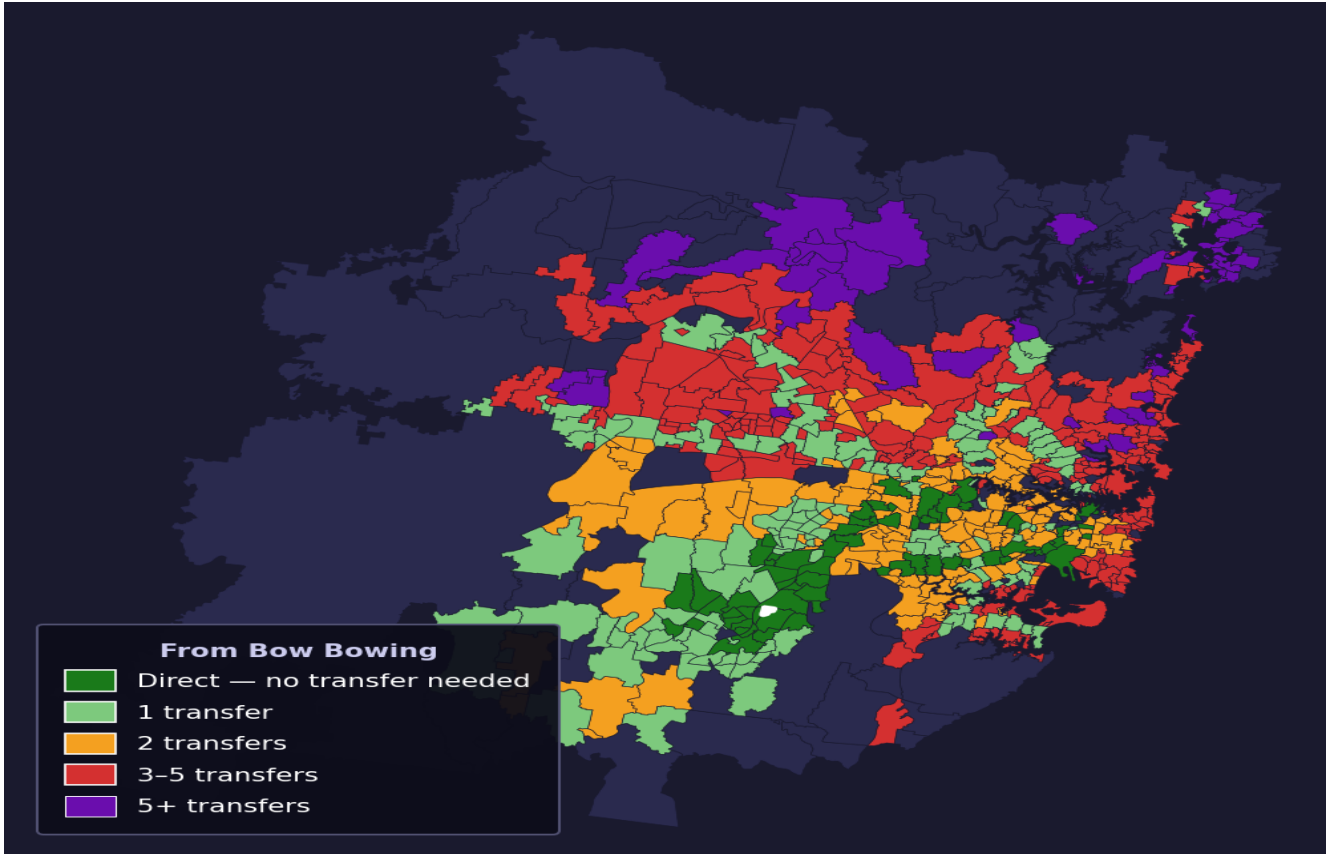 From Bow Bowing
Direct — no transfer needed
1 transfer
2 transfers
3–5 transfers
5+ transfers